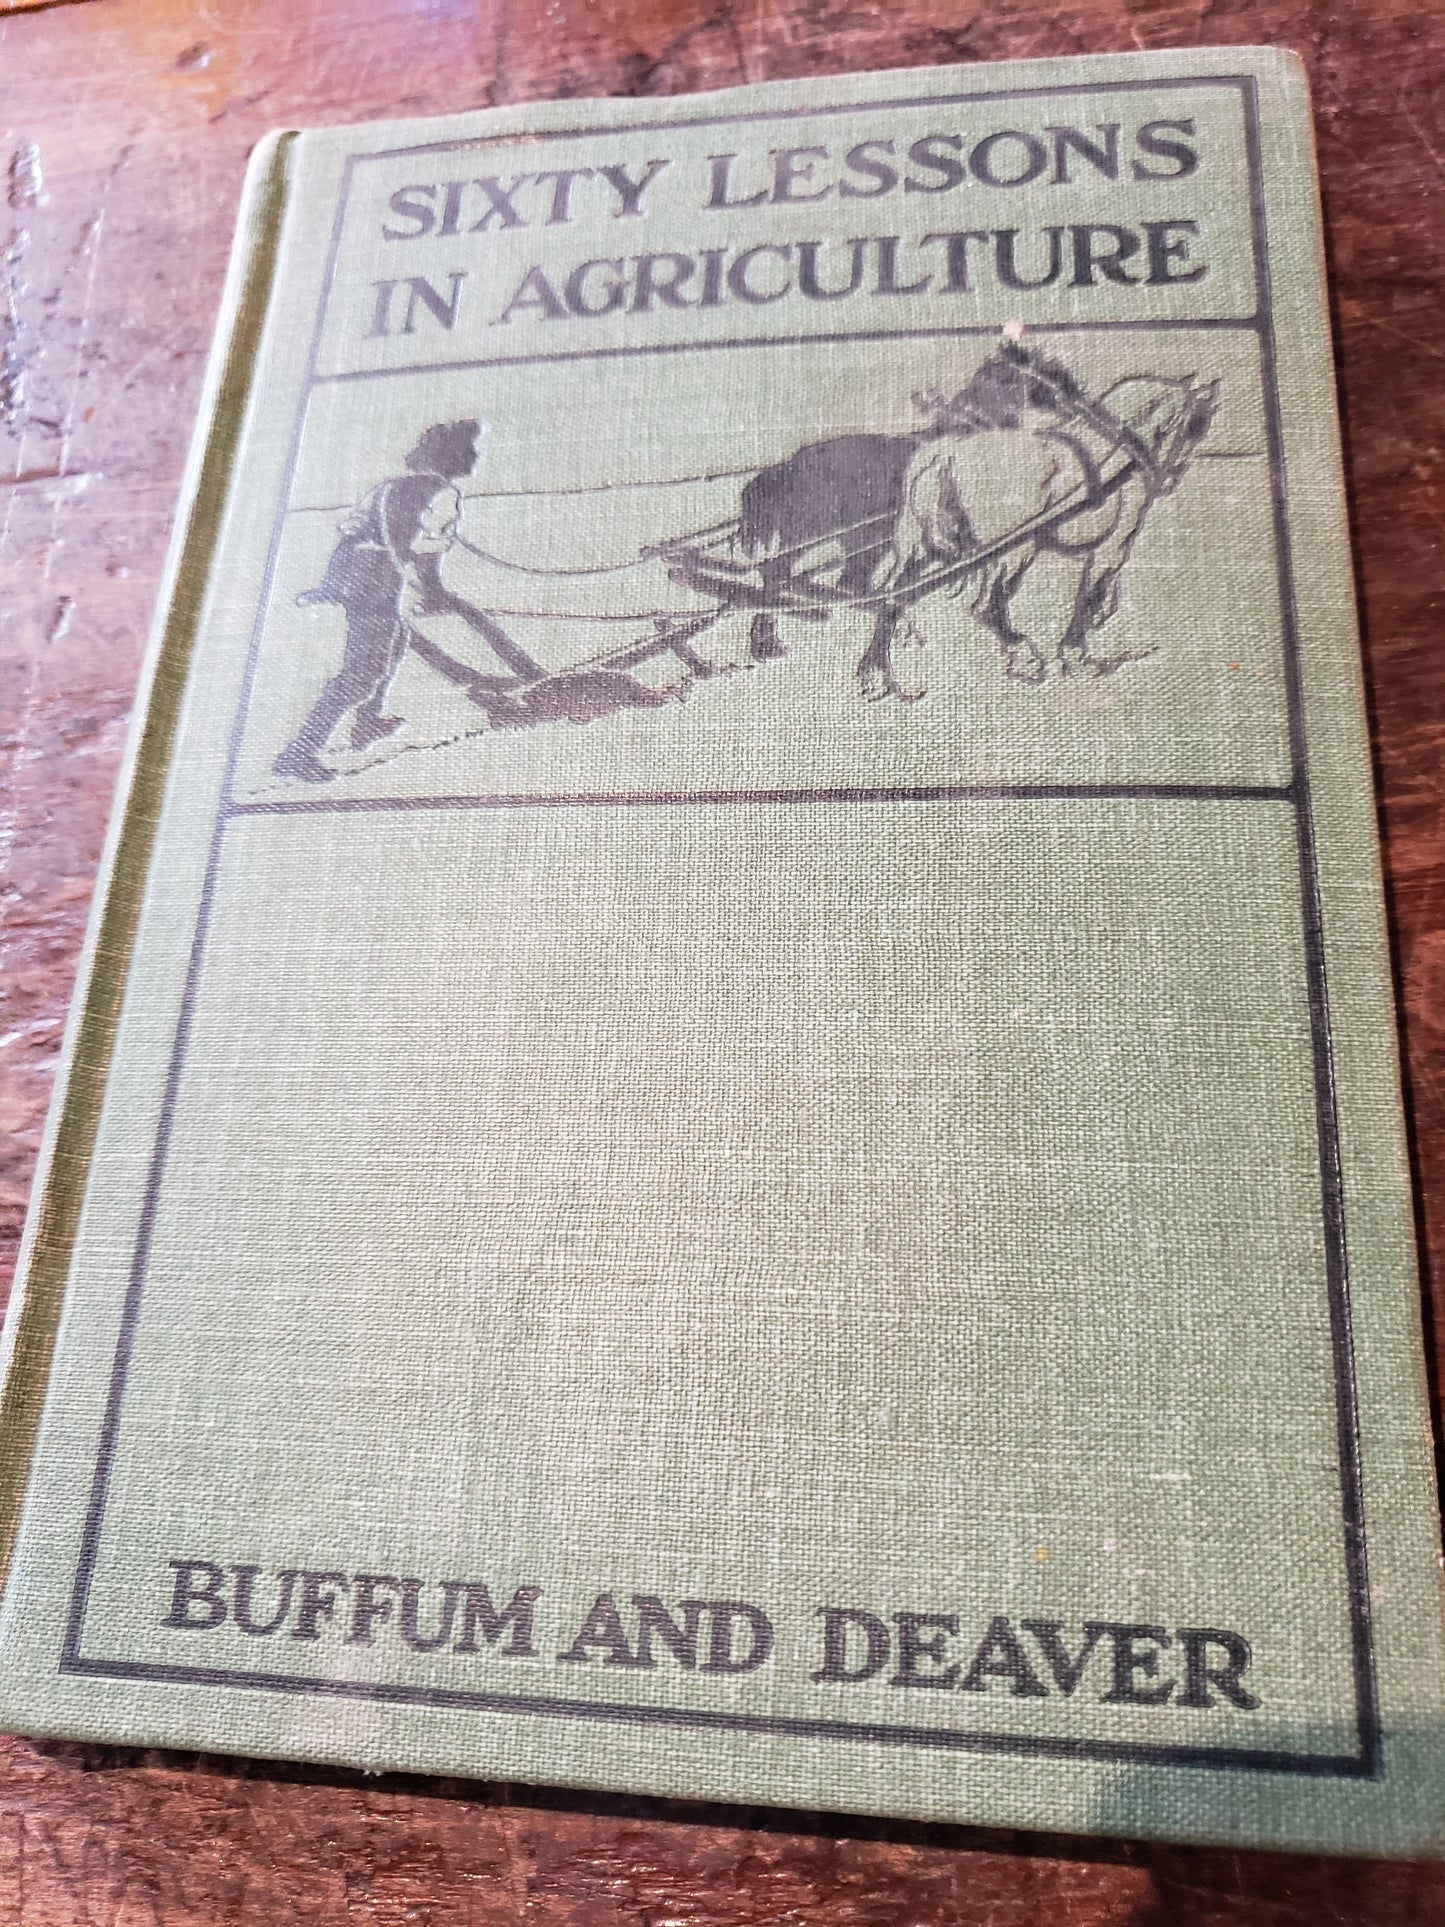 SIXTY LESSONS
IN AGRICULTURE
BUFFUM AND DEAVER